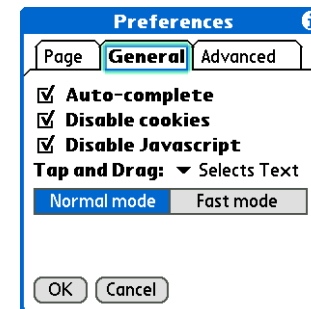 Preferences
Page General Advanced
Auto-complete
Disable cookies
Disable Javascript
Tap and Drag: Selects Text
Normal mode Fast mode
OK Cancel